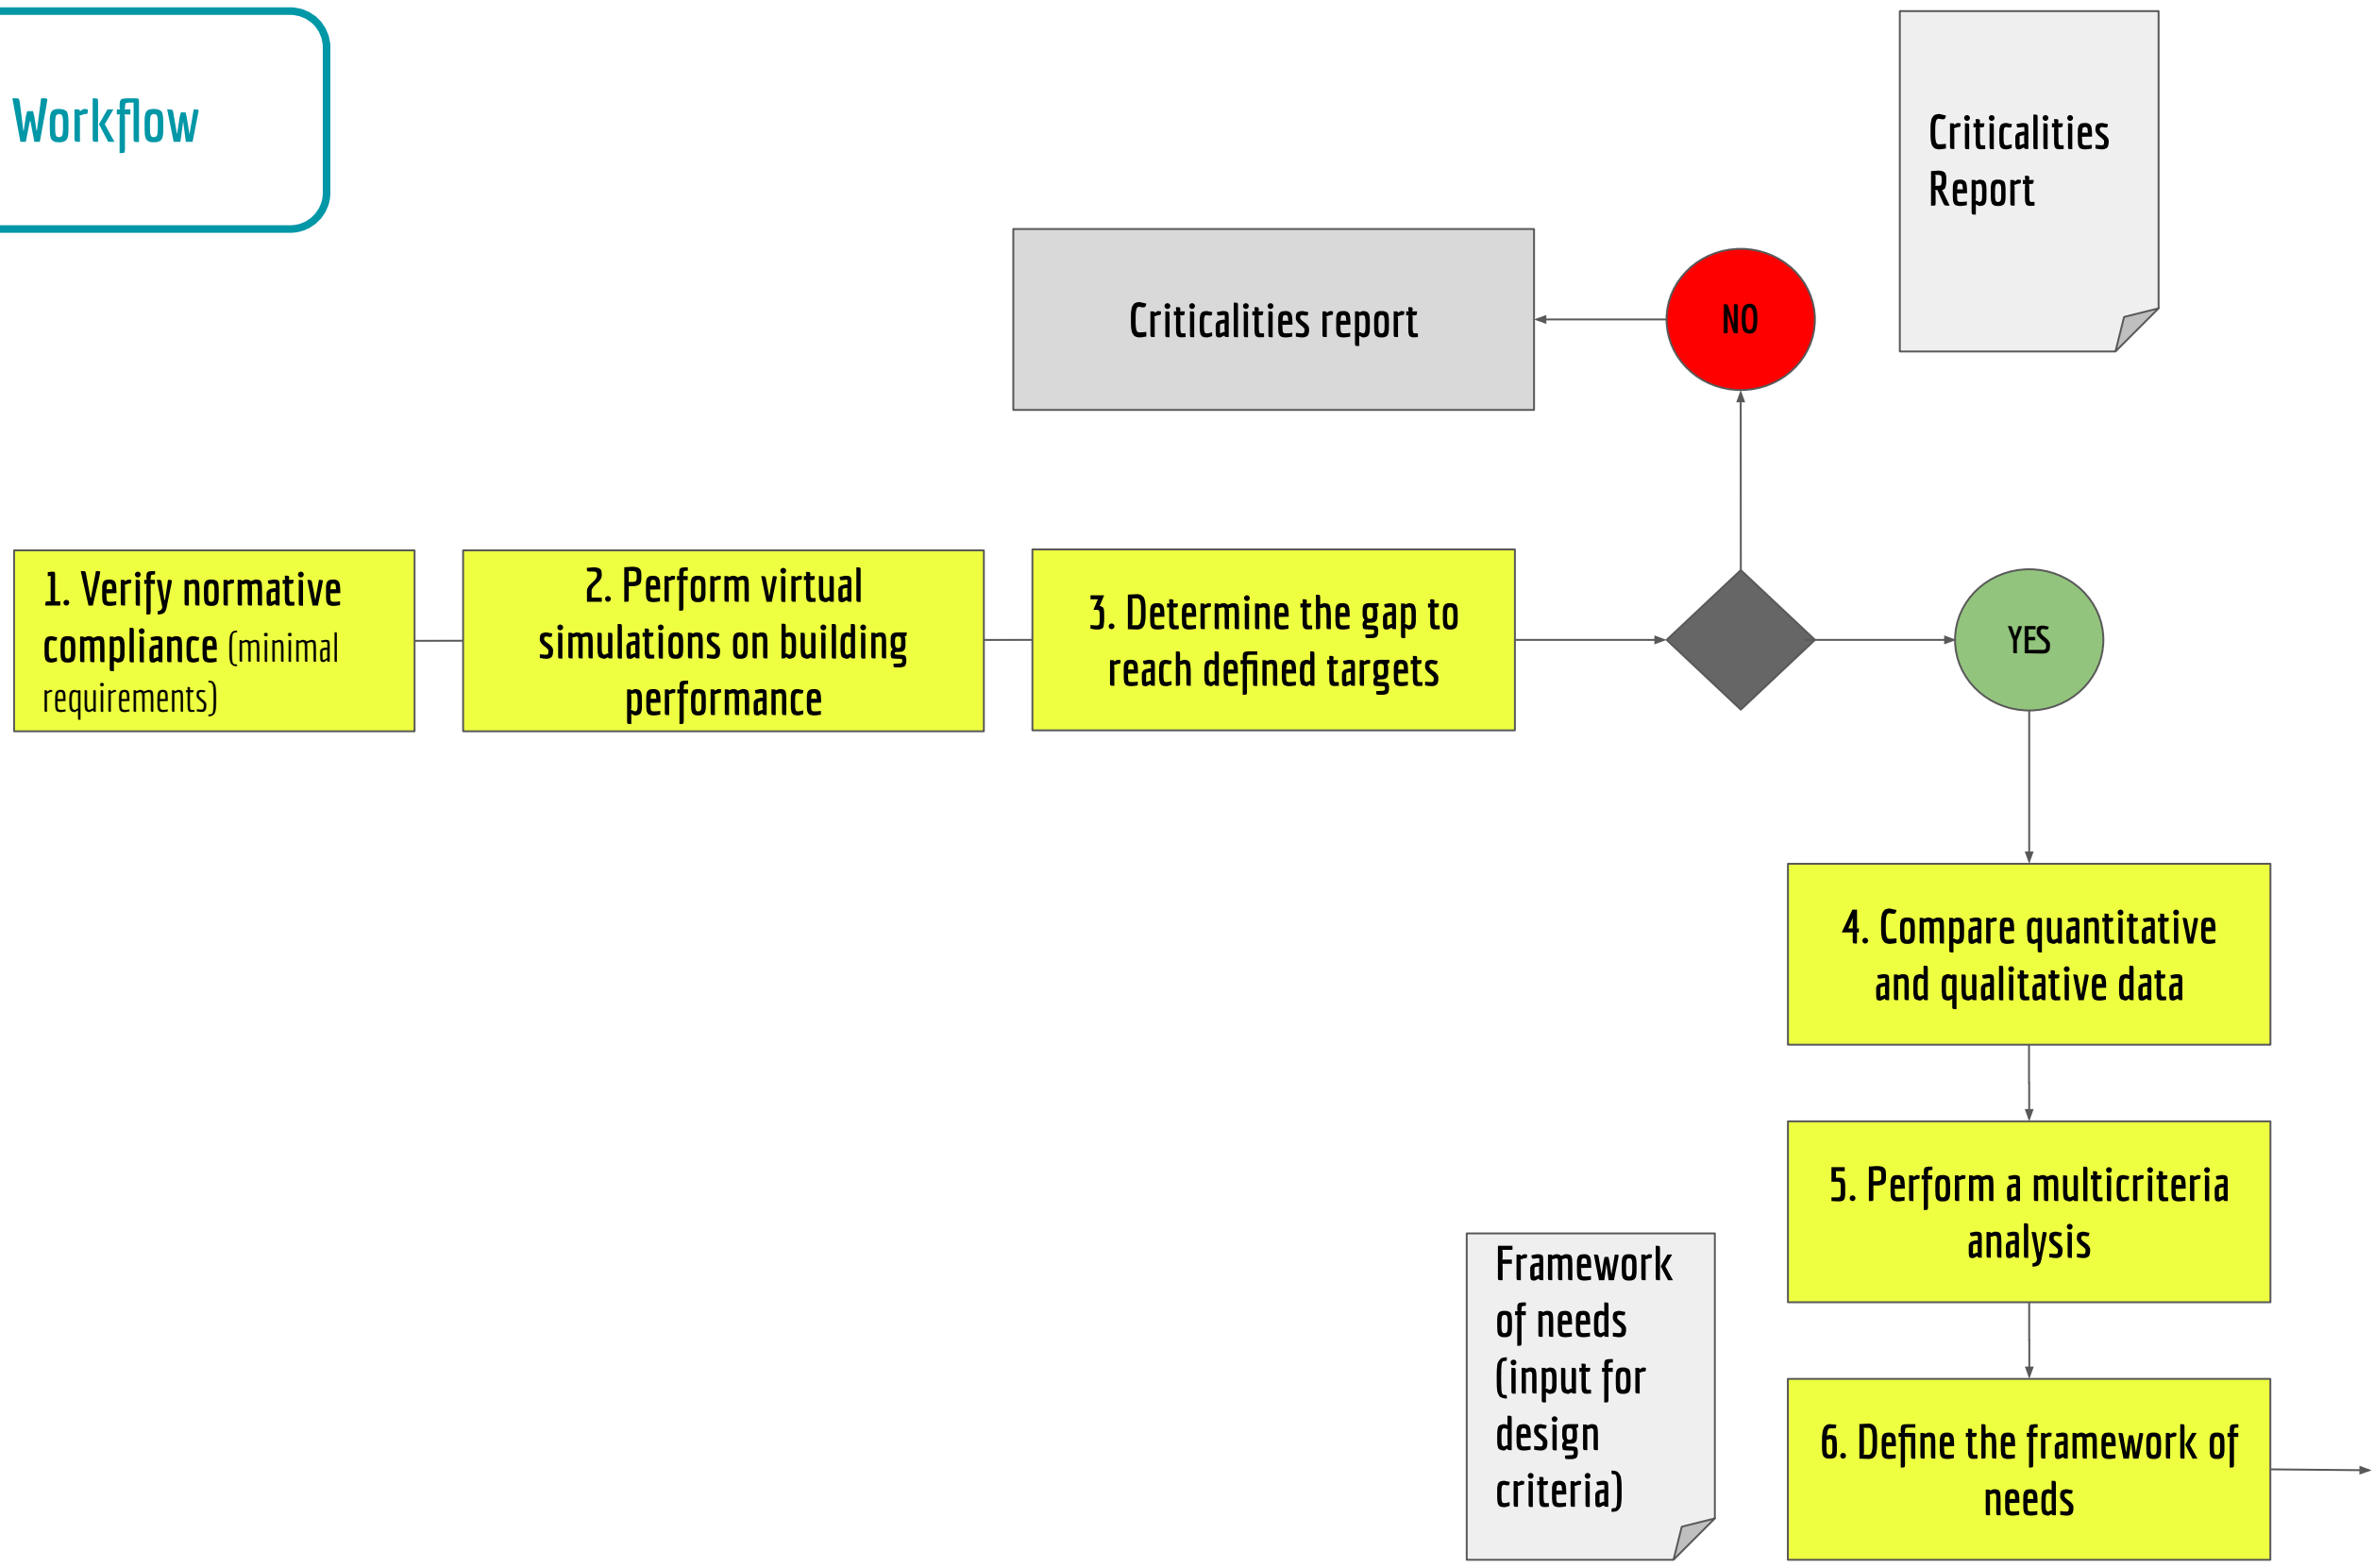 Workflow
Criticalities
Report
Criticalities report
NO
1. Verify normative
compliance (minimal
requirements)
2. Perform virtual
simulations on building
performance
3. Determine the gap to
reach defined targets
YES
4. Compare quantitative
and qualitative data
5. Perform a multicriteria
analysis
Framework
of needs
(input for
design
criteria)
6. Define the framework of
needs